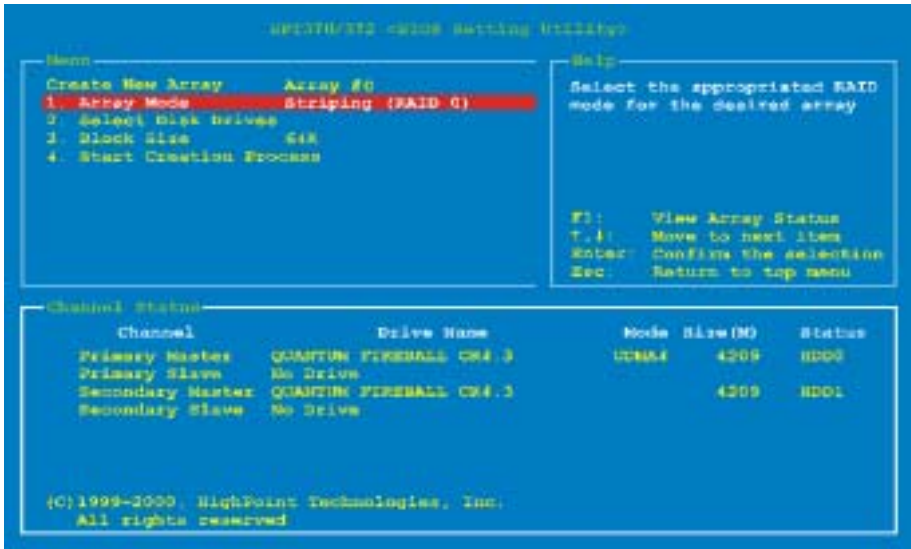 HPT370/372 <BIOS Setting Utility>
Menu
Create New Array Array #0
1. Array Mode Striping (RAID 0)
2. Select Disk Drives
3. Block Size 64K
4. Start Creation Process
Help
Select the appropriated RAID
mode for the desired array
F1: View Array Status
↑,↓: Move to next item
Enter: Confirm the selection
Esc: Return to top menu
Channel Status
Channel Drive Name Mode Size(M) Status
Primary Master QUANTUM FIREBALL CR4.3 UDMA4 4209 HDD0
Primary Slave No Drive
Secondary Master QUANTUM FIREBALL CR4.3 4209 HDD1
Secondary Slave No Drive
(C)1999-2000. HighPoint Technologies, Inc.
All rights reserved